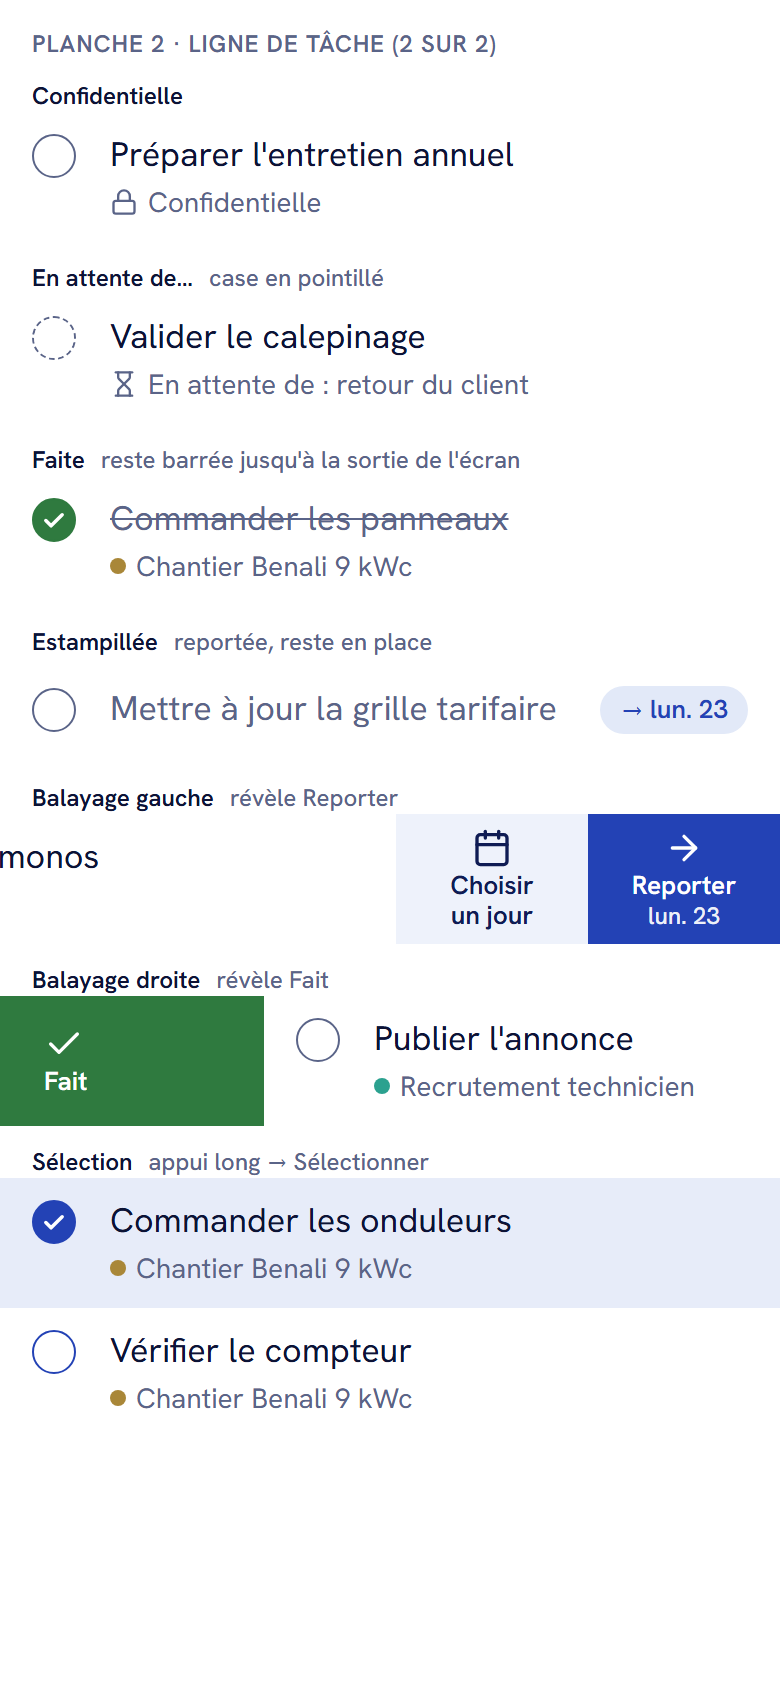 PLANCHE 2 · LIGNE DE TÂCHE (2 SUR 2)
Confidentielle
Préparer l'entretien annuel
Confidentielle
En attente de... case en pointillé
Valider le calepinage
En attente de : retour du client
Faite reste barrée jusqu'à la sortie de l'écran
Commander les panneaux
Chantier Benali 9 kWc
Estampillée reportée, reste en place
Mettre à jour la grille tarifaire
→ lun. 23
Balayage gauche révèle Reporter
monos
Choisir
un jour
Reporter
lun. 23
Balayage droite révèle Fait
Fait
Publier l'annonce
Recrutement technicien
Sélection appui long → Sélectionner
Commander les onduleurs
Chantier Benali 9 kWc
Vérifier le compteur
Chantier Benali 9 kWc